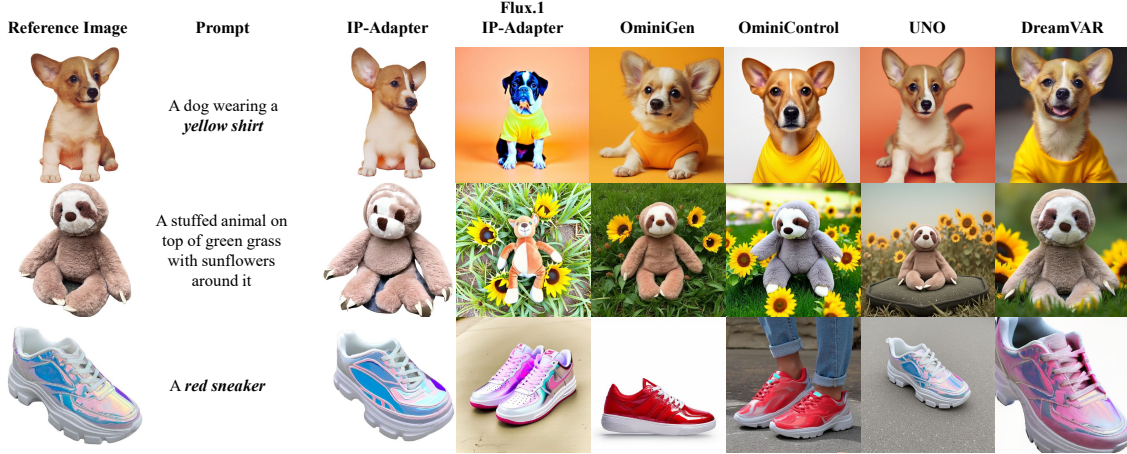 Reference Image Prompt IP-Adapter Flux.1 IP-Adapter OminiGen OminiControl UNO DreamVAR
A dog wearing a
yellow shirt
A stuffed animal on
top of green grass
with sunflowers
around it
A red sneaker